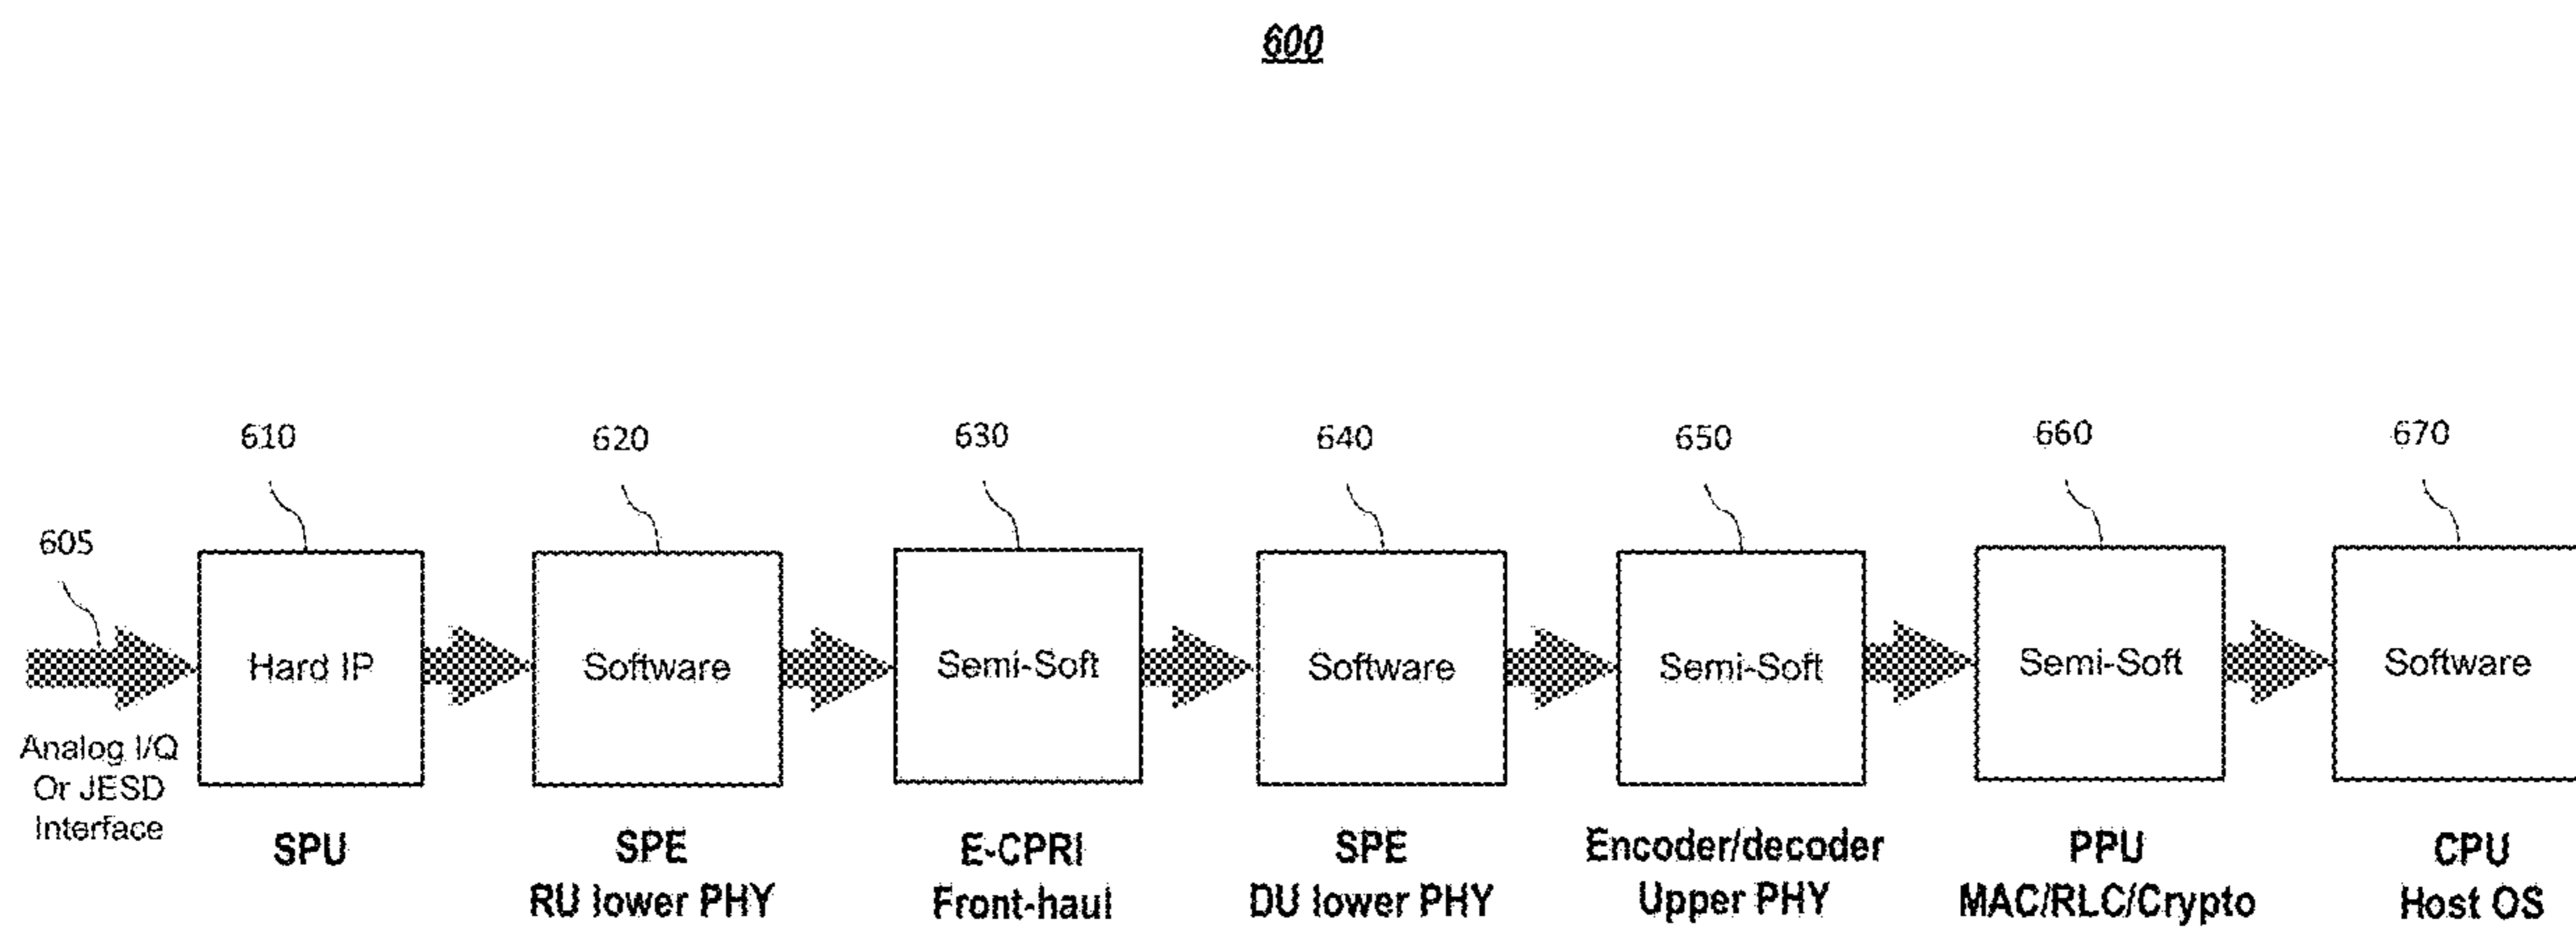 600
610
620
630
640
650
660
670
605
Hard IP
Software
Semi-Soft
Software
Semi-Soft
Semi-Soft
Software
Analog I/Q
Or JESD
Interface
SPU
SPE
RU lower PHY
E-CPRI
Front-haul
SPE
DU lower PHY
Encoder/decoder
Upper PHY
PPU
MAC/RLC/Crypto
CPU
Host OS